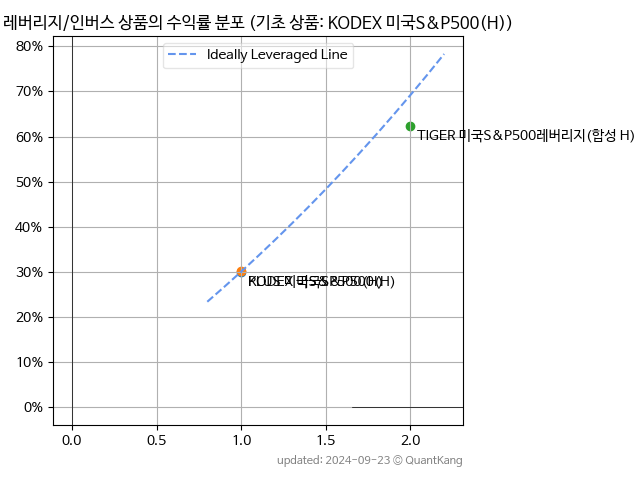 레버리지/인버스 상품의 수익률 분포 (기초 상품: KODEX 미국S&P500(H))
80%
Ideally Leveraged Line
70%
60%
TIGER 미국S&P500레버리지(합성 H)
50%
40%
30%
20%
10%
0%
0.0 0.5 1.0 1.5 2.0
updated: 2024-09-23 © QuantKang